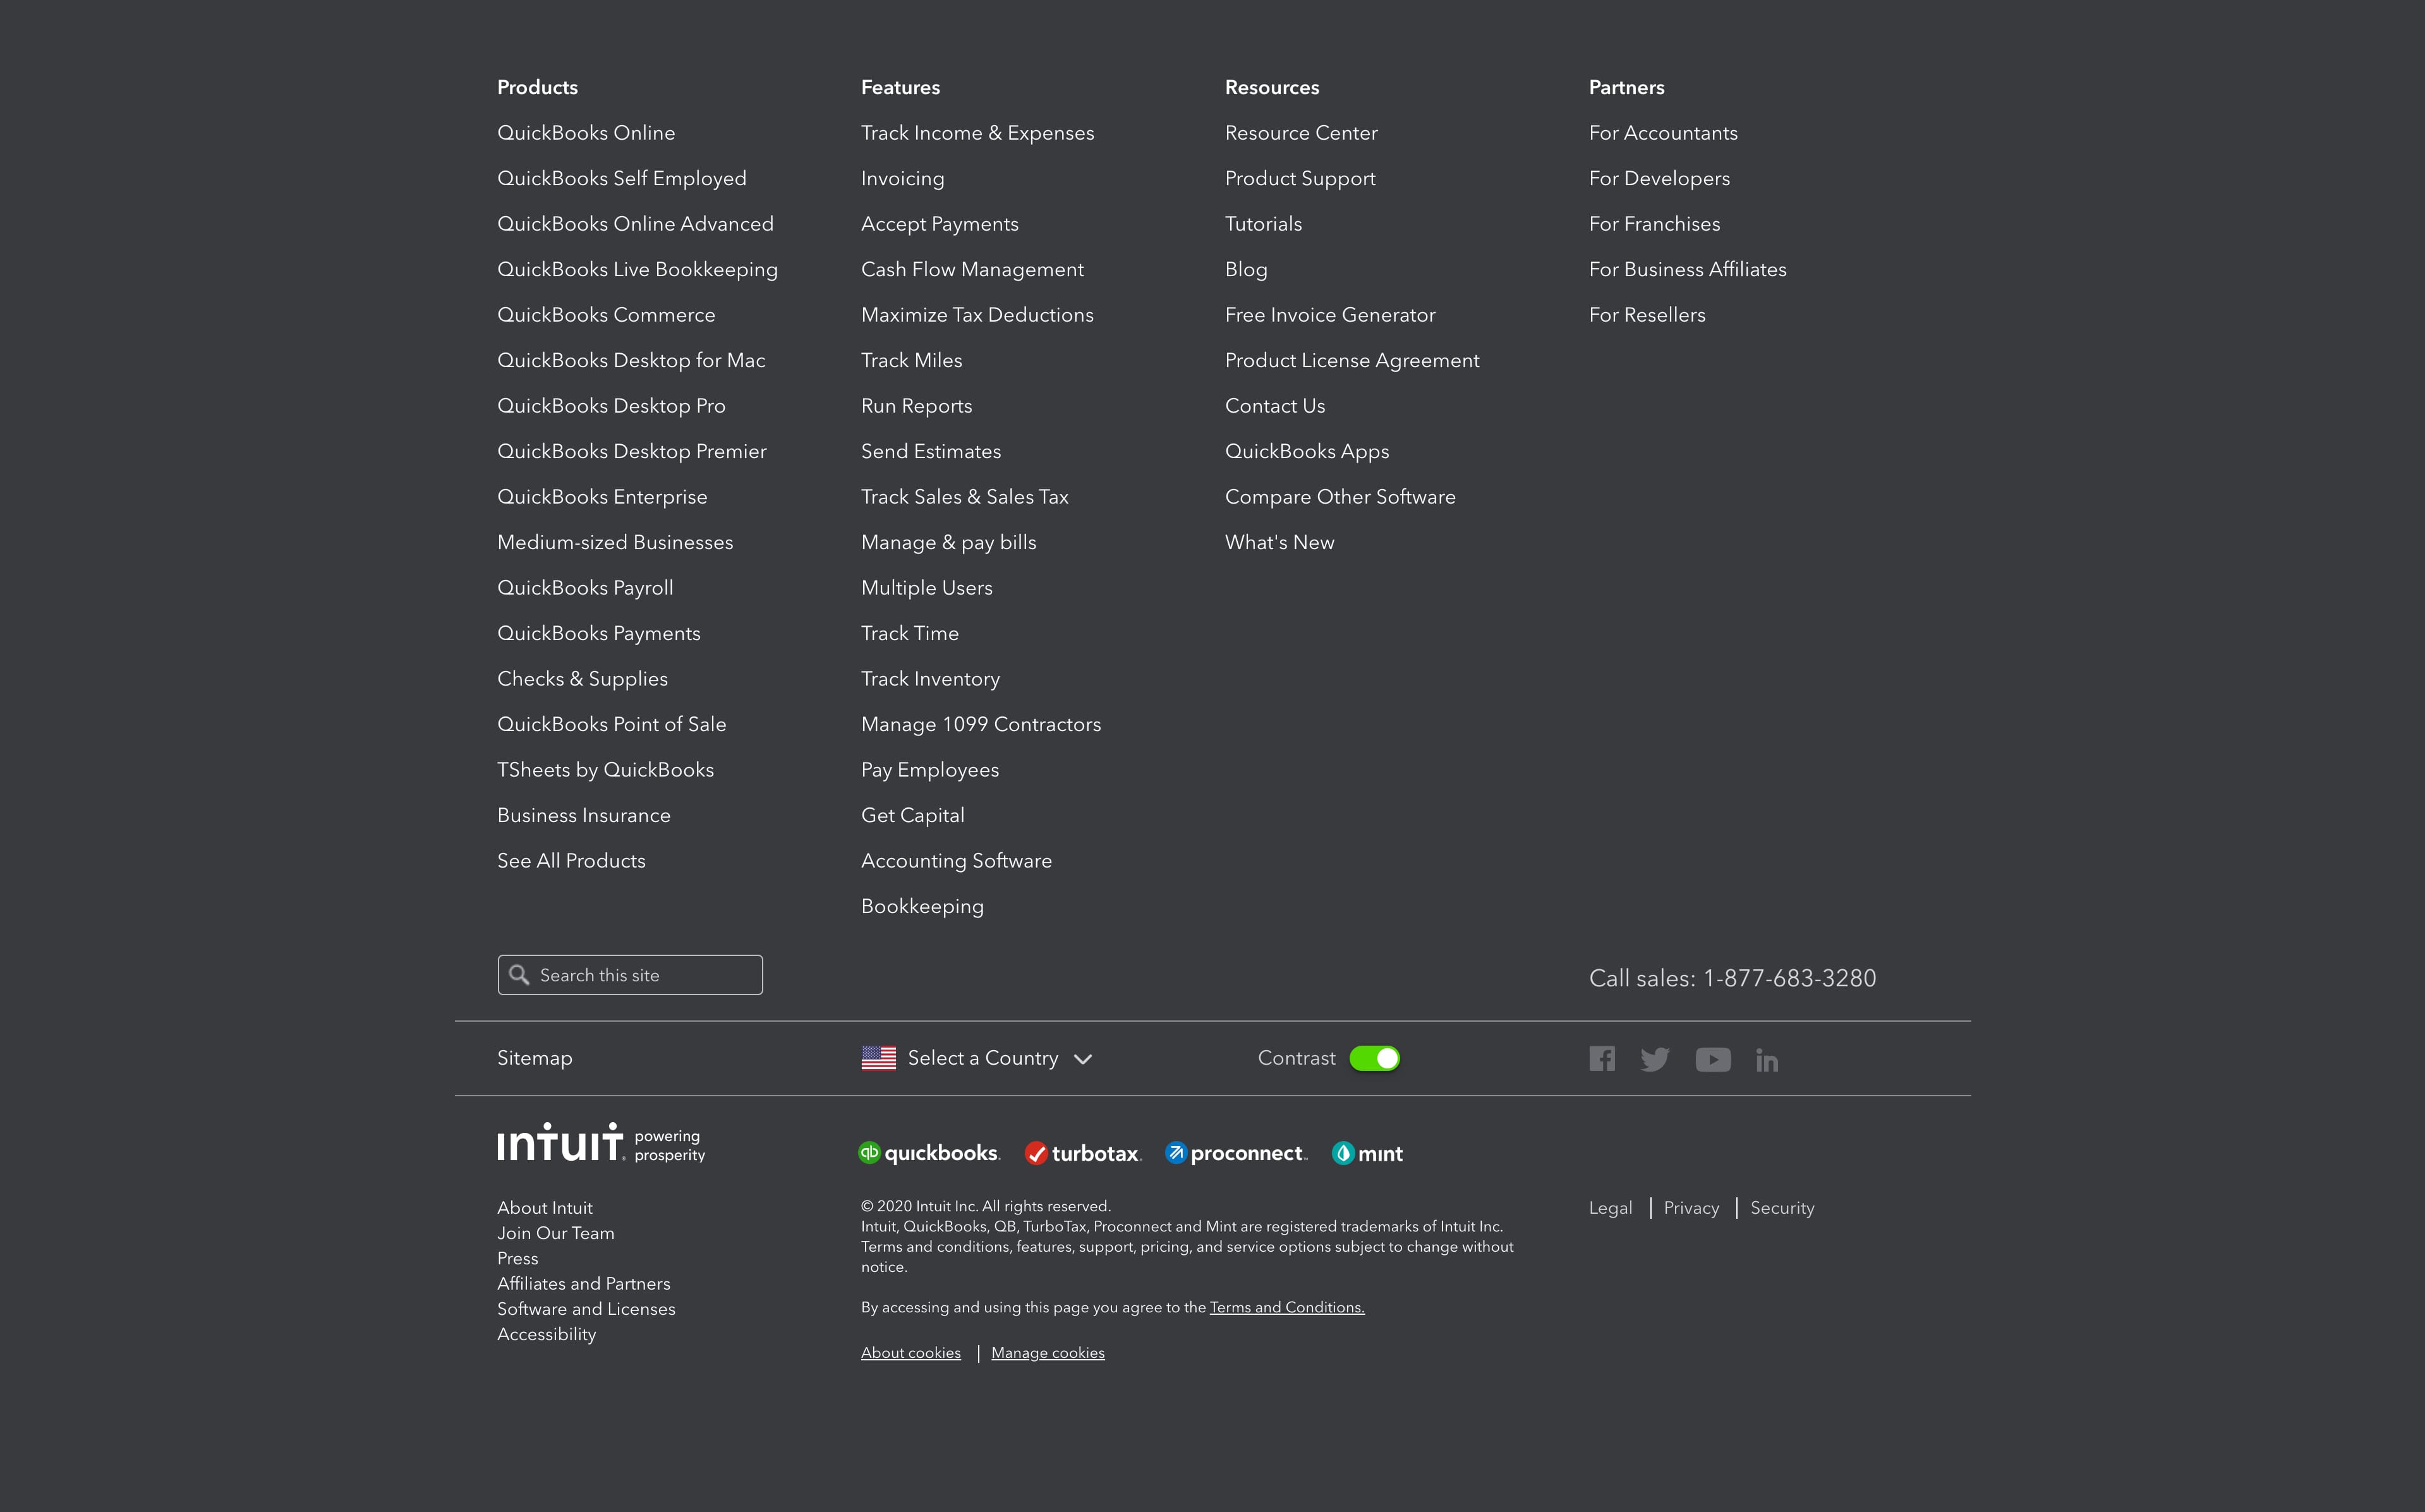 Products
QuickBooks Online
QuickBooks Self Employed
QuickBooks Online Advanced
QuickBooks Live Bookkeeping
QuickBooks Commerce
QuickBooks Desktop for Mac
QuickBooks Desktop Pro
QuickBooks Desktop Premier
QuickBooks Enterprise
Medium-sized Businesses
QuickBooks Payroll
QuickBooks Payments
Checks & Supplies
QuickBooks Point of Sale
TSheets by QuickBooks
Business Insurance
See All Products
Features
Track Income & Expenses
Invoicing
Accept Payments
Cash Flow Management
Maximize Tax Deductions
Track Miles
Run Reports
Send Estimates
Track Sales & Sales Tax
Manage & pay bills
Multiple Users
Track Time
Track Inventory
Manage 1099 Contractors
Pay Employees
Get Capital
Accounting Software
Bookkeeping
Resources
Resource Center
Product Support
Tutorials
Blog
Free Invoice Generator
Product License Agreement
Contact Us
QuickBooks Apps
Compare Other Software
What's New
Partners
For Accountants
For Developers
For Franchises
For Business Affiliates
For Resellers
Search this site
Call sales: 1-877-683-3280
Sitemap
Select a Country
Contrast
intuit
powering
prosperity
qb quickbooks
turbotax
proconnect
mint
About Intuit
Join Our Team
Press
Affiliates and Partners
Software and Licenses
Accessibility
© 2020 Intuit Inc. All rights reserved.
Intuit, QuickBooks, QB, TurboTax, Proconnect and Mint are registered trademarks of Intuit Inc.
Terms and conditions, features, support, pricing, and service options subject to change without
notice.
By accessing and using this page you agree to the Terms and Conditions.
About cookies | Manage cookies
Legal | Privacy | Security